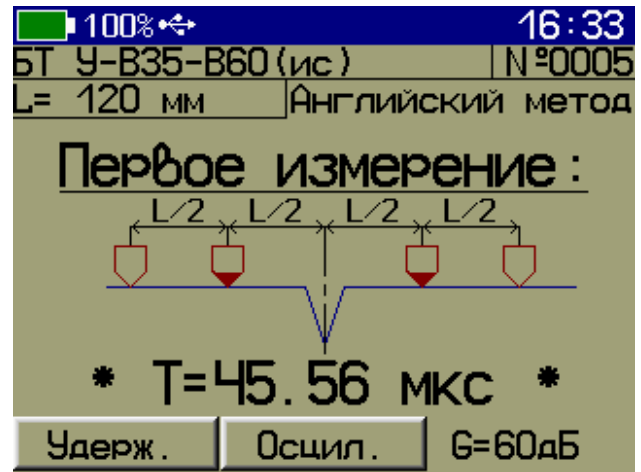 100% 16:33
БТ У-В35-В60(ис) №0005
L= 120 мм Английский метод
Первое измерение:
L/2 L/2 L/2 L/2
* T=45.56 мкс *
Удерж. Осцил. G=60дБ